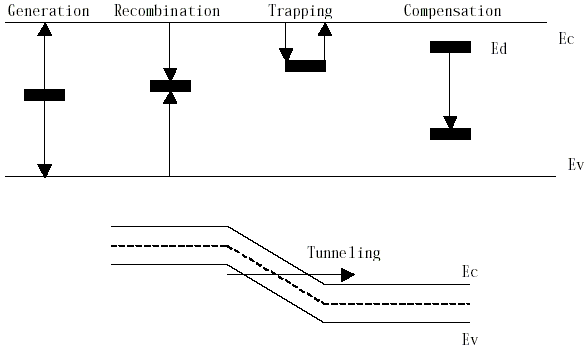 Generation Recombination Trapping Compensation
Ec
Ed
Ev
Tunneling
Ec
Ev